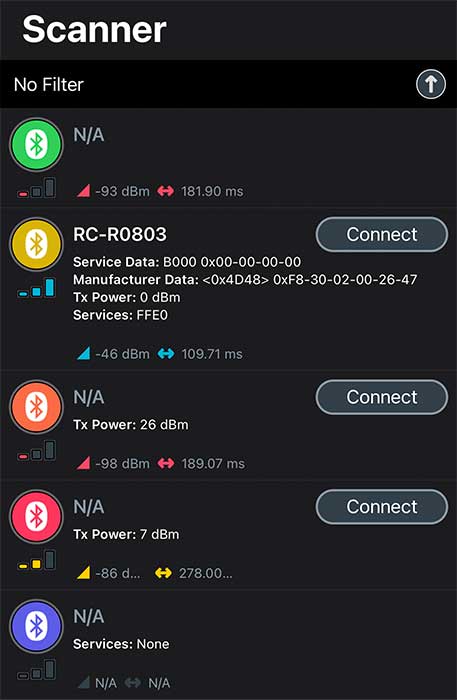 Scanner
No Filter
N/A
-93 dBm 181.90 ms
RC-R0803
Connect
Service Data: B000 0x00-00-00-00
Manufacturer Data: <0x4D48> 0xF8-30-02-00-26-47
Tx Power: 0 dBm
Services: FFE0
-46 dBm 109.71 ms
N/A
Connect
Tx Power: 26 dBm
-98 dBm 189.07 ms
N/A
Connect
Tx Power: 7 dBm
-86 d... 278.00...
N/A
Services: None
N/A N/A